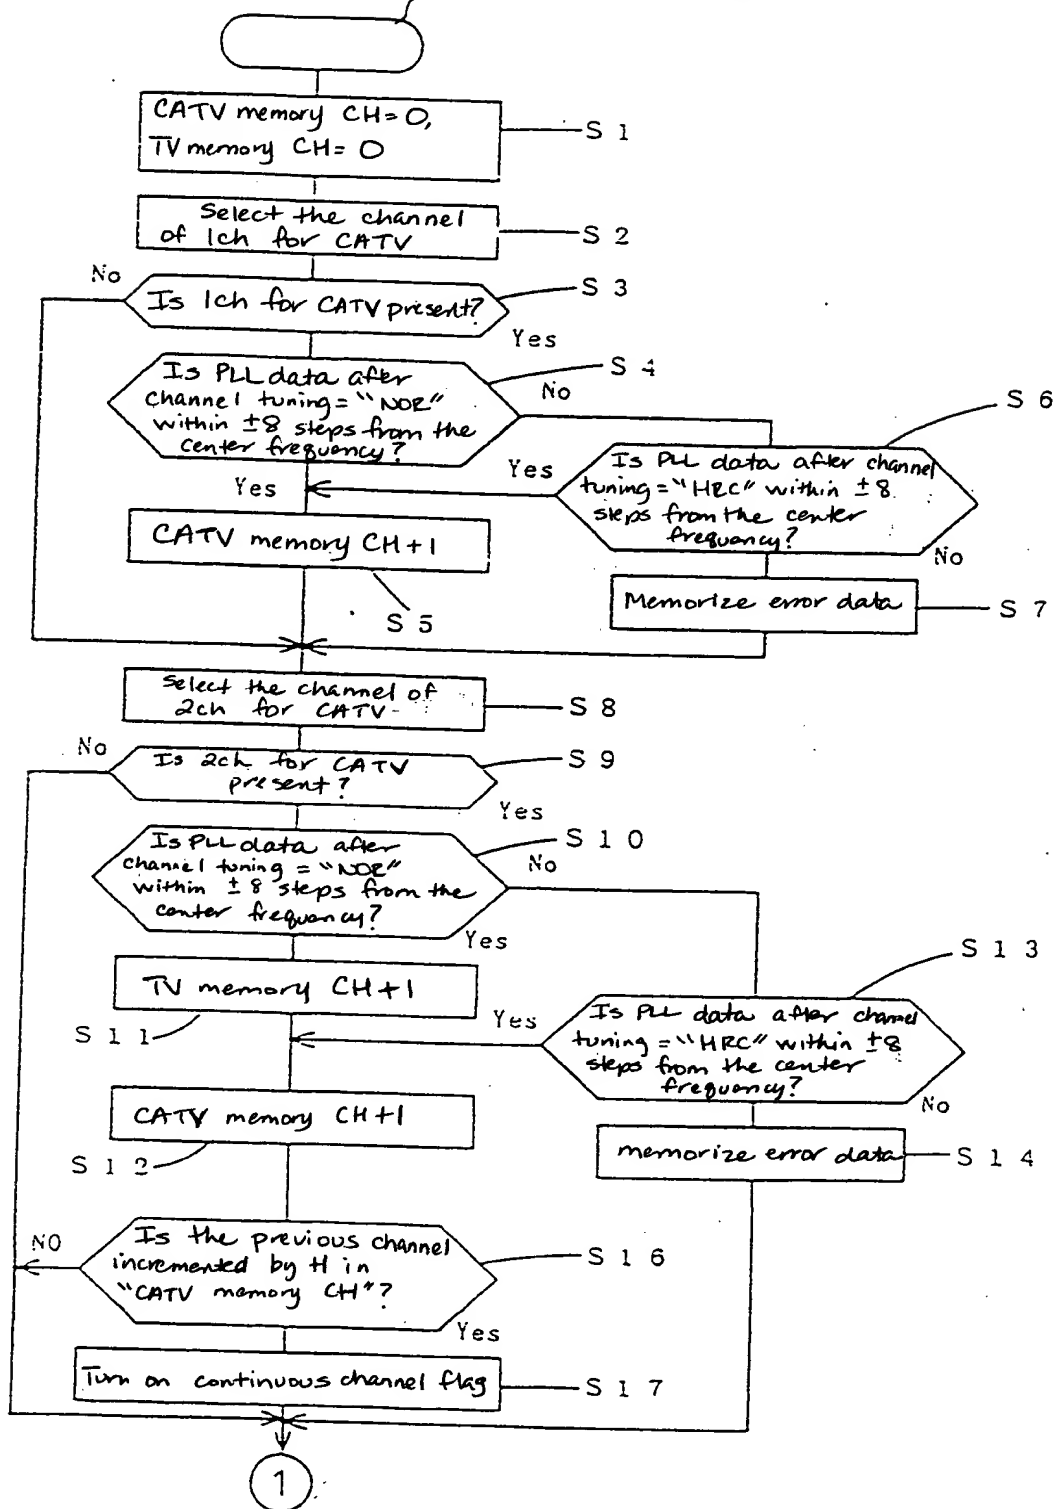 CATV memory CH=0,
TV memory CH= 0
S 1
Select the channel
of 1ch for CATV
S 2
No
Is 1ch for CATV present?
S 3
Yes
Is PLL data after
channel tuning = "NOR"
within ±8 steps from the
center frequency?
S 4
No
S 6
Is PLL data after channel
tuning = "HRC" within ±8
steps from the center
frequency?
Yes
Yes
No
CATV memory CH+1
S 5
Memorize error data
S 7
Select the channel of
2ch for CATV
S 8
No
Is 2ch for CATV
present?
S 9
Yes
Is PLL data after
channel tuning = "NOR"
within ±8 steps from the
center frequency?
S 1 0
No
Yes
S 1 3
TV memory CH+1
S 1 1
Yes
Is PLL data after channel
tuning = "HRC" within ±8
steps from the center
frequency?
No
CATV memory CH+1
S 1 2
memorize error data
S 1 4
NO
Is the previous channel
incremented by H in
"CATV memory CH"?
S 1 6
Yes
Turn on continuous channel flag
S 1 7
1